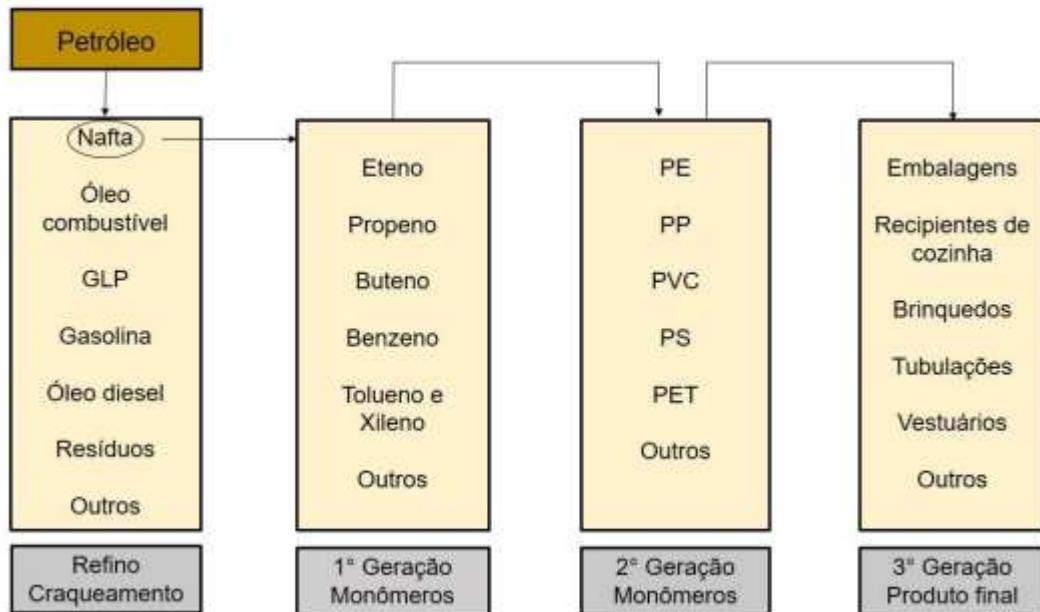 Petróleo
Nafta
Óleo
combustível
GLP
Gasolina
Óleo diesel
Resíduos
Outros
Refino
Craqueamento
Eteno
Propeno
Buteno
Benzeno
Tolueno e
Xileno
Outros
1° Geração
Monômeros
PE
PP
PVC
PS
PET
Outros
2° Geração
Monômeros
Embalagens
Recipientes de
cozinha
Brinquedos
Tubulações
Vestuários
Outros
3° Geração
Produto final